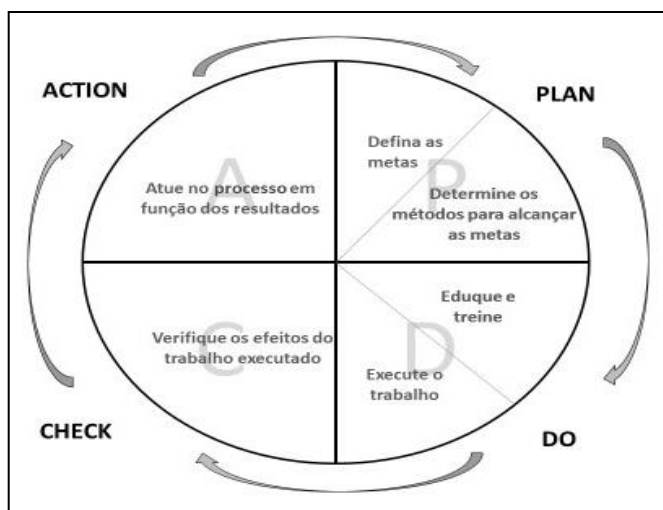 ACTION
PLAN
A
Atue no processo em
função dos resultados
P
Defina as
metas
Determine os
métodos para alcançar
as metas
C
Verifique os efeitos do
trabalho executado
D
Eduque e
treine
Execute o
trabalho
CHECK
DO